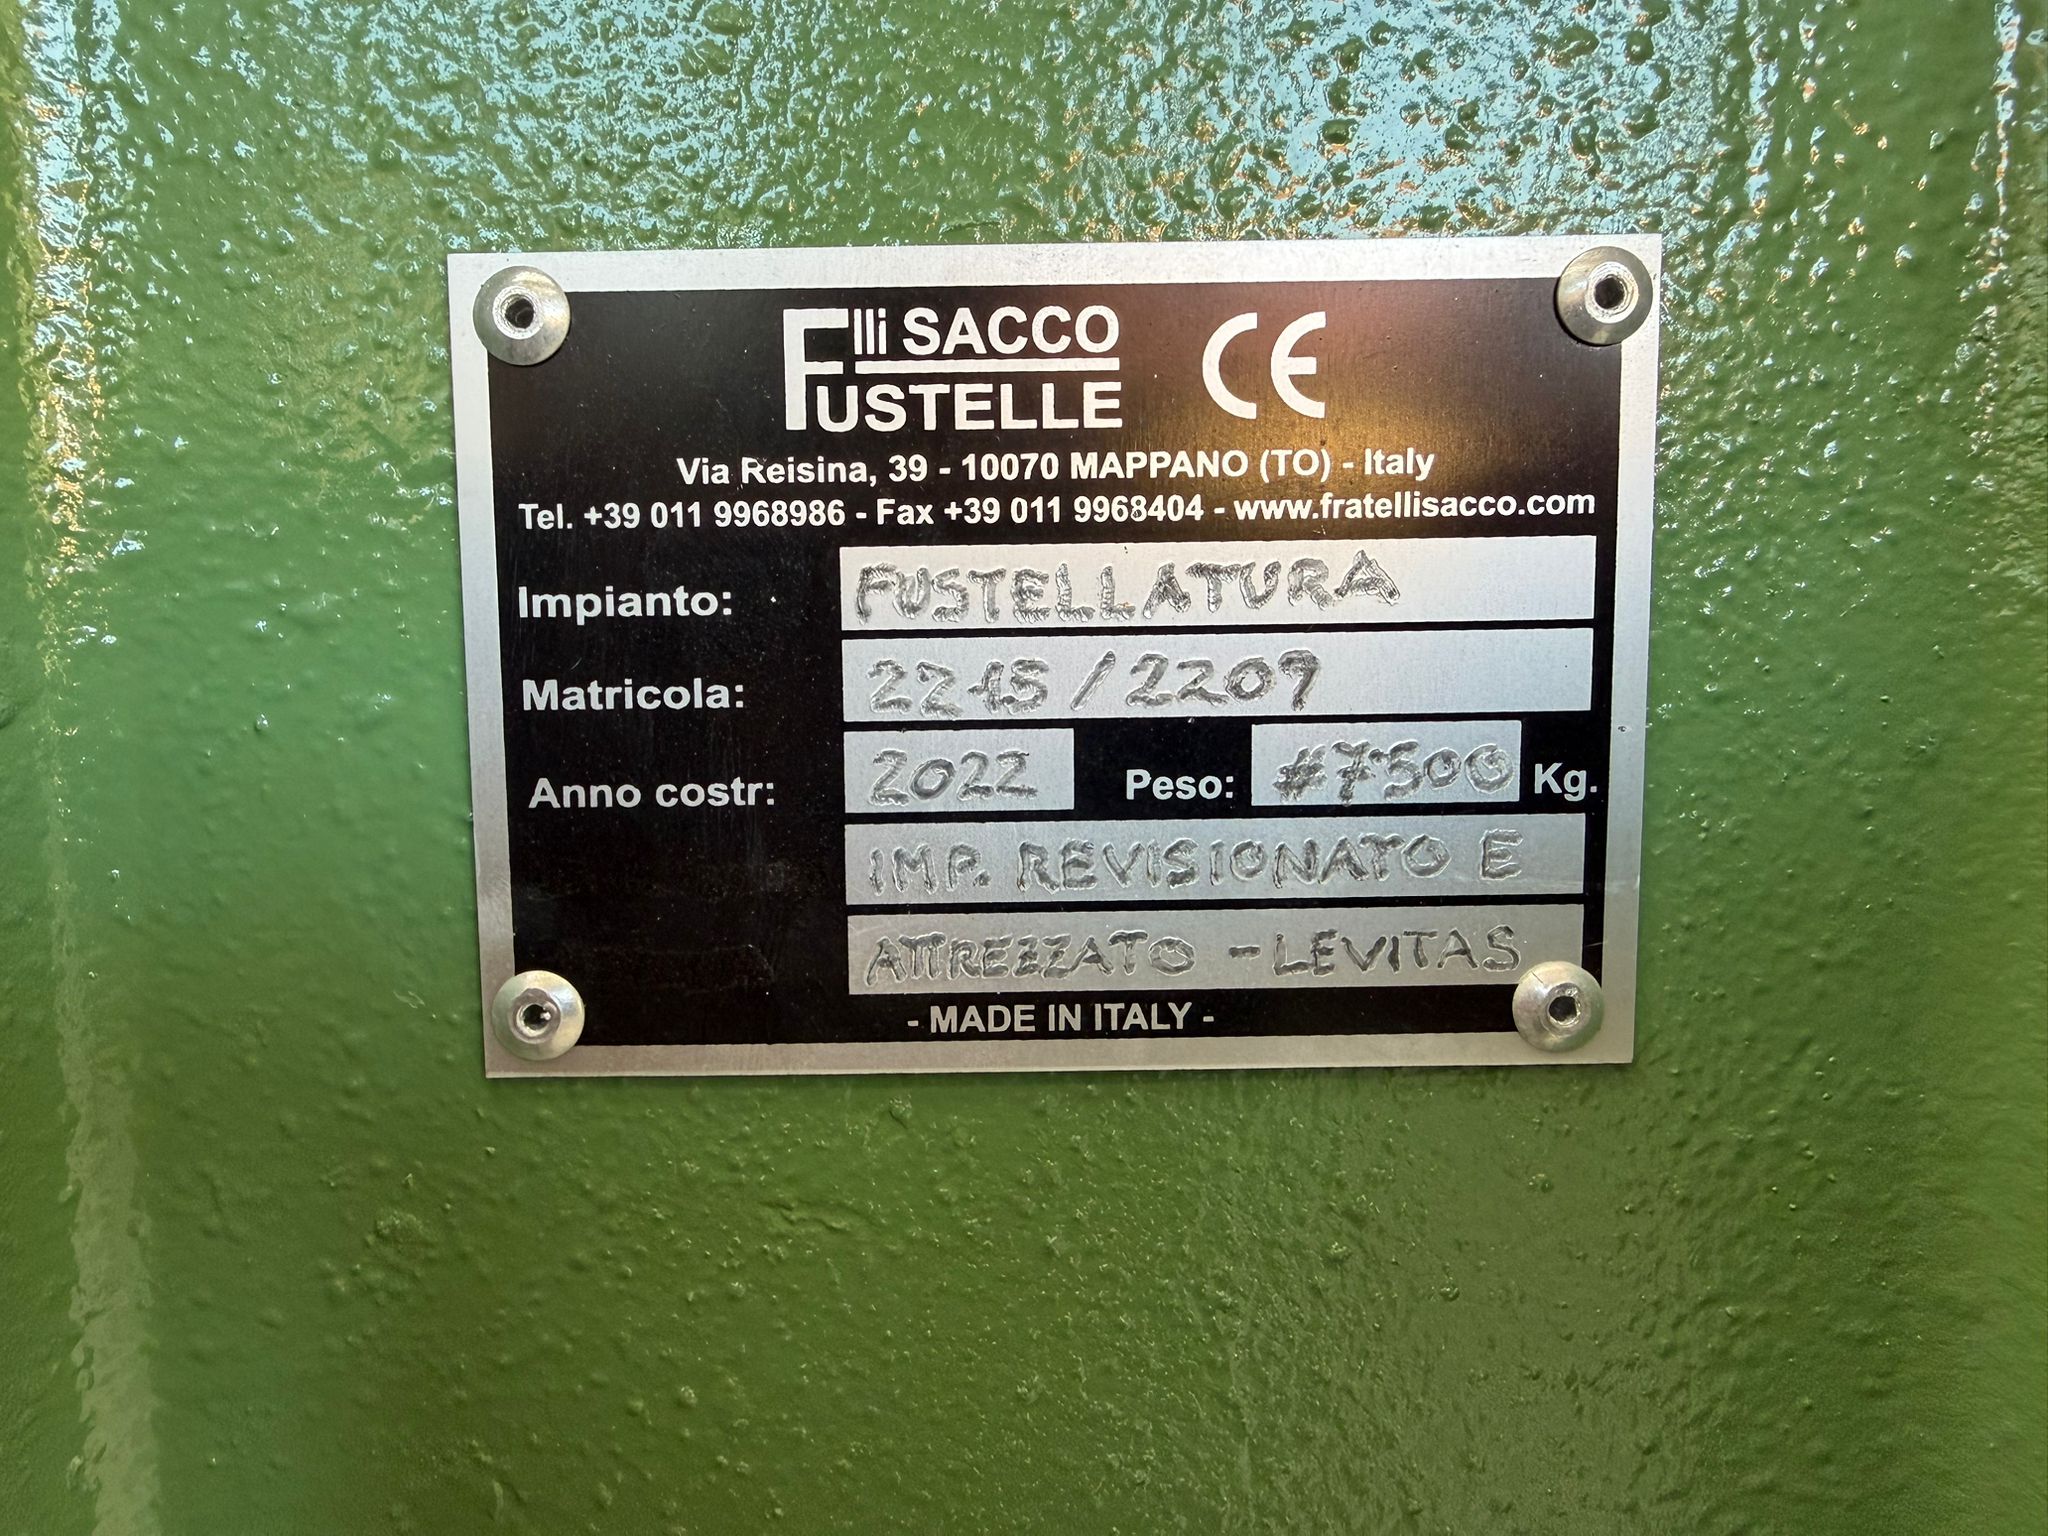 Flli SACCO
FUSTELLE CE
Via Reisina, 39 - 10070 MAPPANO (TO) - Italy
Tel. +39 011 9968986 - Fax +39 011 9968404 - www.fratellisacco.com
Impianto: FUSTELLATURA
Matricola: 2215/2209
Anno costr: 2022 Peso: #7500 Kg.
IMP. REVISIONATO E
ATTREZZATO - LEVITAS
- MADE IN ITALY -